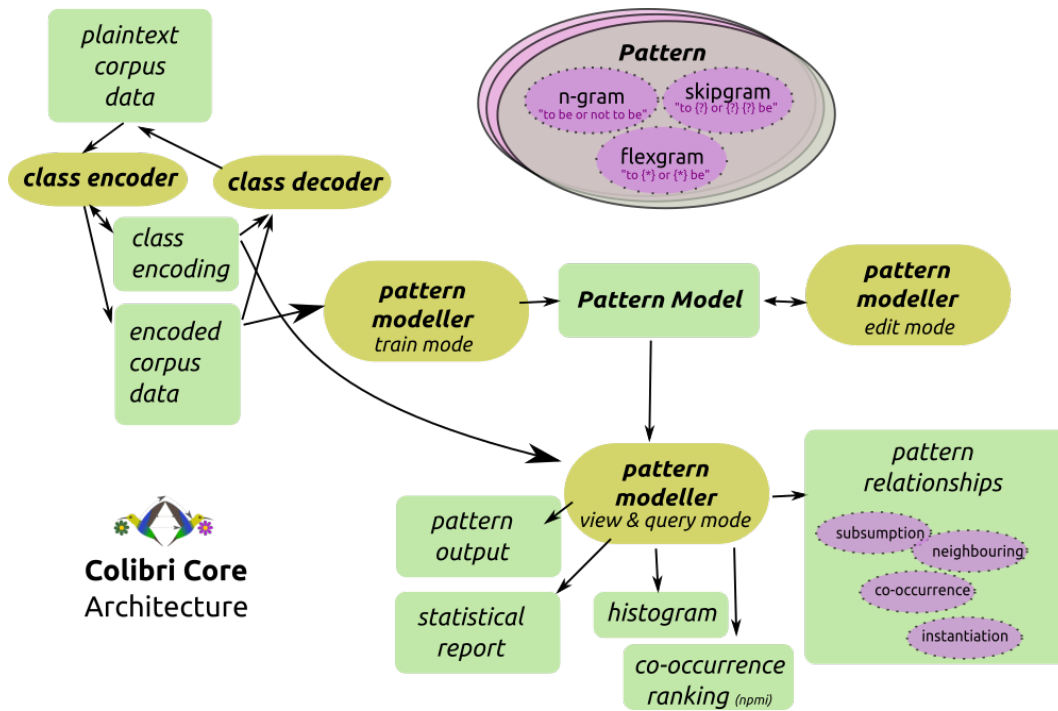 plaintext
corpus
data
Pattern
n-gram
"to be or not to be"
skipgram
"to {?} or {?} {?} be"
flexgram
"to {*} or {*} be"
class encoder
class decoder
class
encoding
encoded
corpus
data
pattern
modeller
train mode
Pattern Model
pattern
modeller
edit mode
pattern
modeller
view & query mode
pattern
relationships
subsumption
neighbouring
co-occurrence
instantiation
pattern
output
statistical
report
histogram
co-occurrence
ranking (npmi)
Colibri Core
Architecture